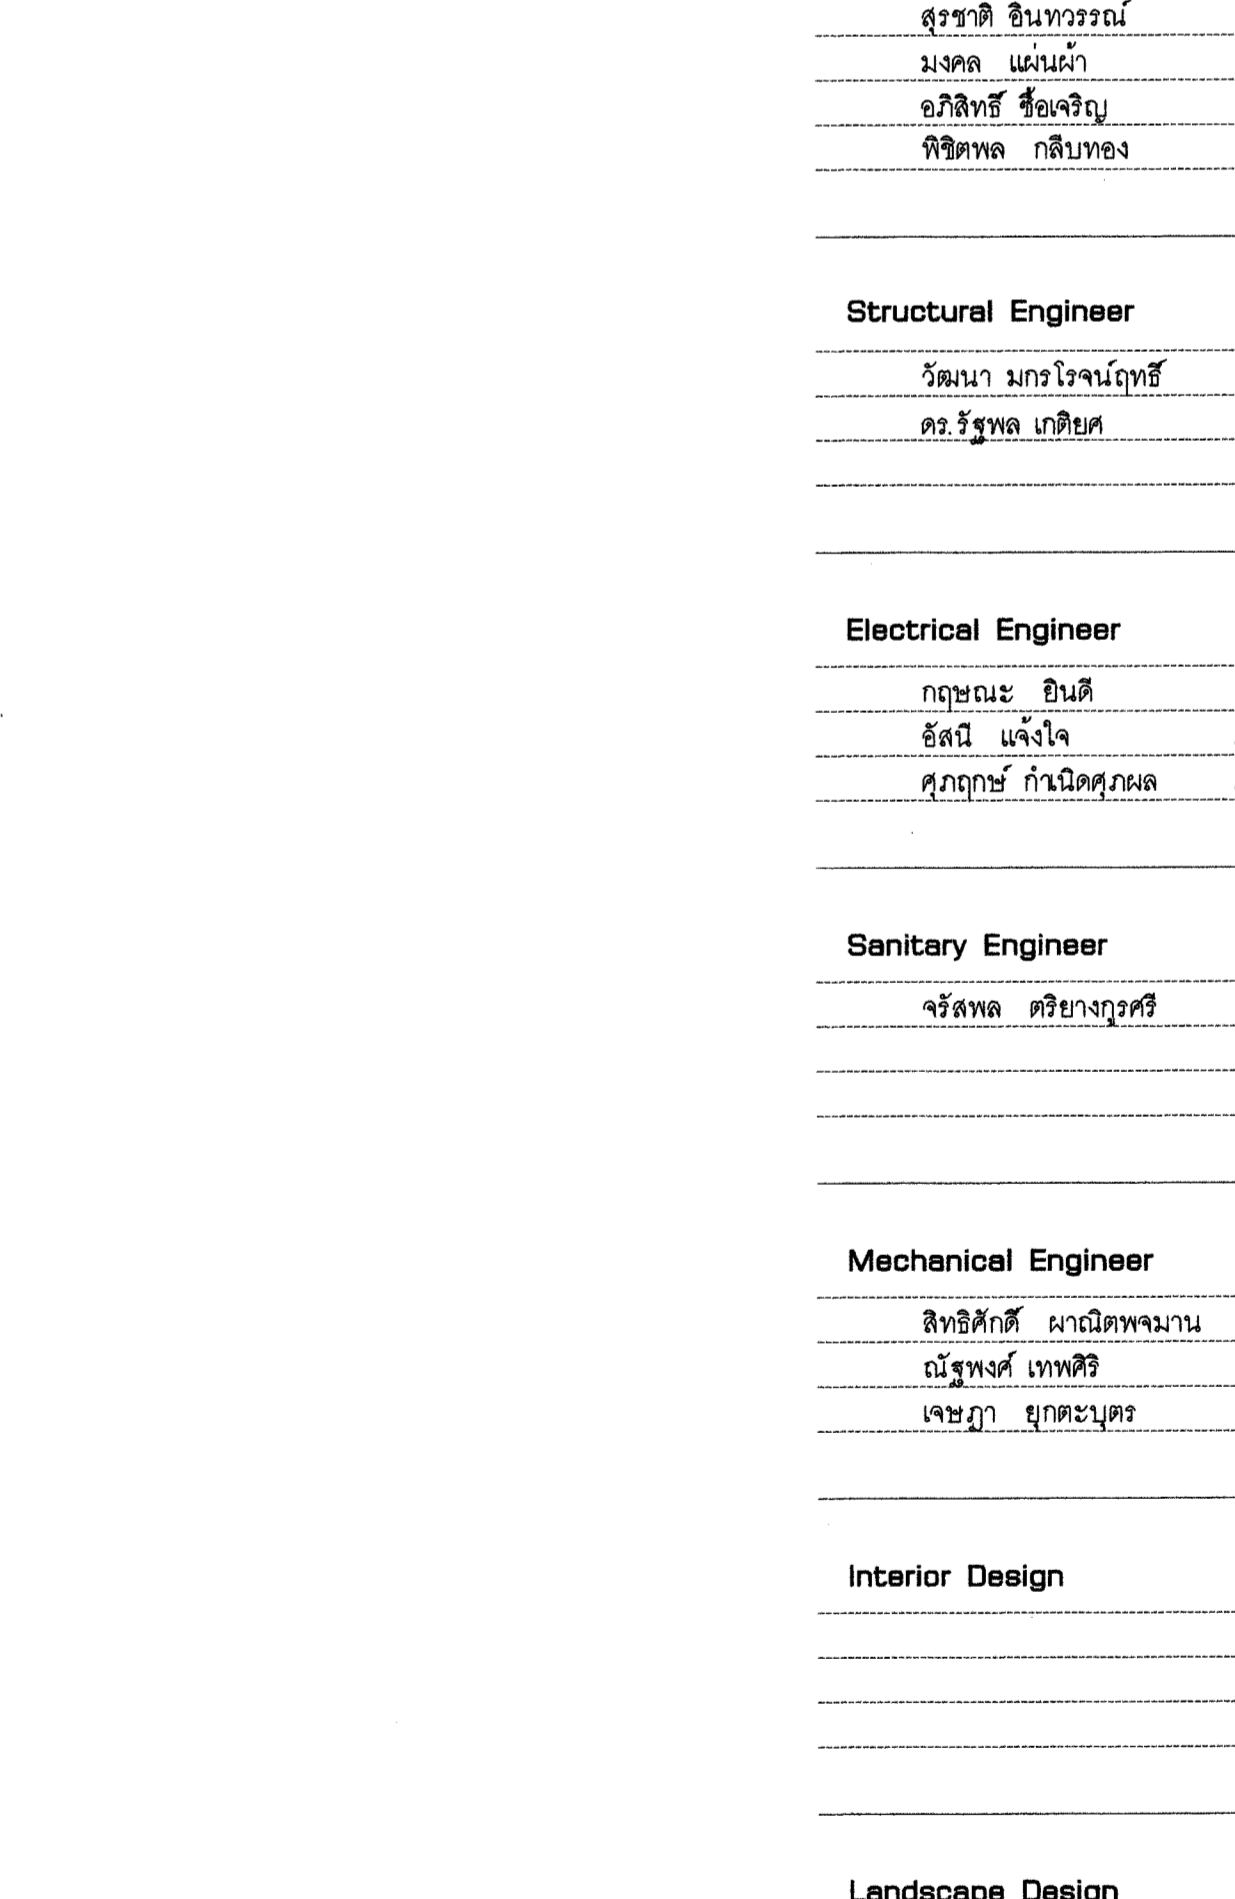 สุรชาติ อินทวรรณ์
มงคล แผ่นผ้า
อภิสิทธิ์ ซื้อเจริญ
พิชิตพล กลีบทอง
Structural Engineer
วัฒนา มกรโรจน์ฤทธิ์
ดร.รัฐพล เกติยศ
Electrical Engineer
กฤษณะ ยินดี
อัสนี แจ้งใจ
ศุภฤกษ์ กำเนิดศุภผล
Sanitary Engineer
จรัสพล ตริยางกูรศรี
Mechanical Engineer
สิทธิศักดิ์ ผาณิตพจมาน
ณัฐพงศ์ เทพศิริ
เจษฎา ยุกตะบุตร
Interior Design
Landscape Design